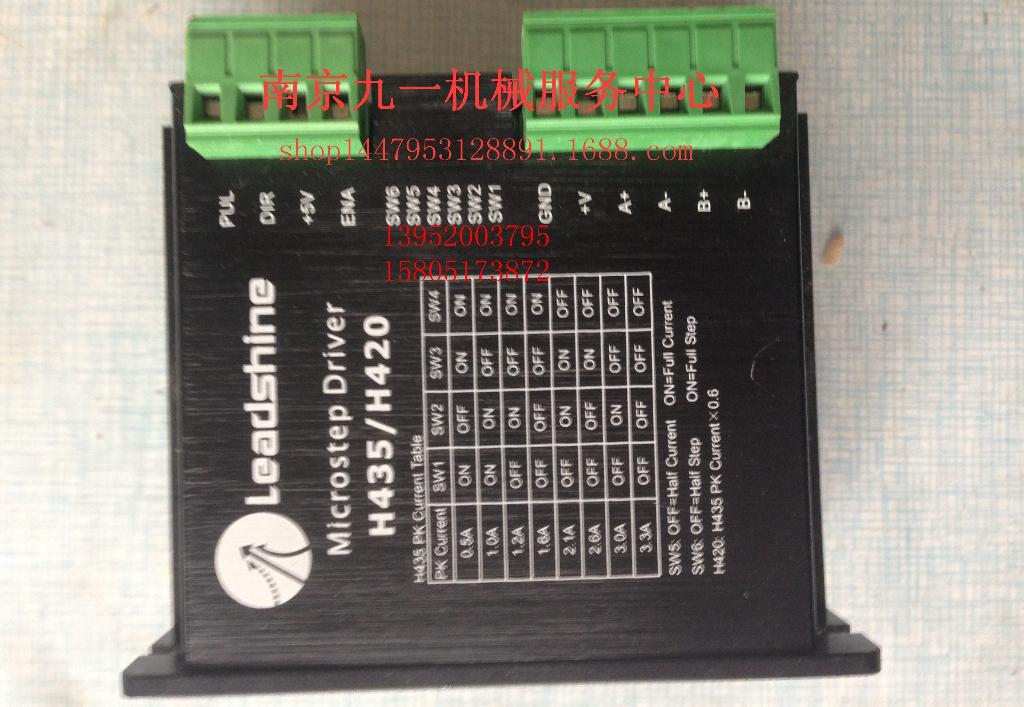 南京九一机械服务中心
shop1447953128891.1688.com
PUL
DIR
+5V
ENA
SW6
SW5
SW4
SW3
SW2
SW1
GND
+V
A+
A-
B+
B-
13952003795
15805173872
Leadshine
Microstep Driver
H435/H420
H435 PK Current Table
PK Current SW1 SW2 SW3 SW4
0.5A ON OFF ON ON
1.0A ON ON OFF ON
1.2A OFF ON OFF ON
1.6A OFF OFF OFF ON
2.1A OFF ON ON OFF
2.6A OFF OFF ON OFF
3.0A OFF ON OFF OFF
3.3A OFF OFF OFF OFF
SW5: OFF=Half Current ON=Full Current
SW6: OFF=Half Step ON=Full Step
H420: H435 PK Current×0.6